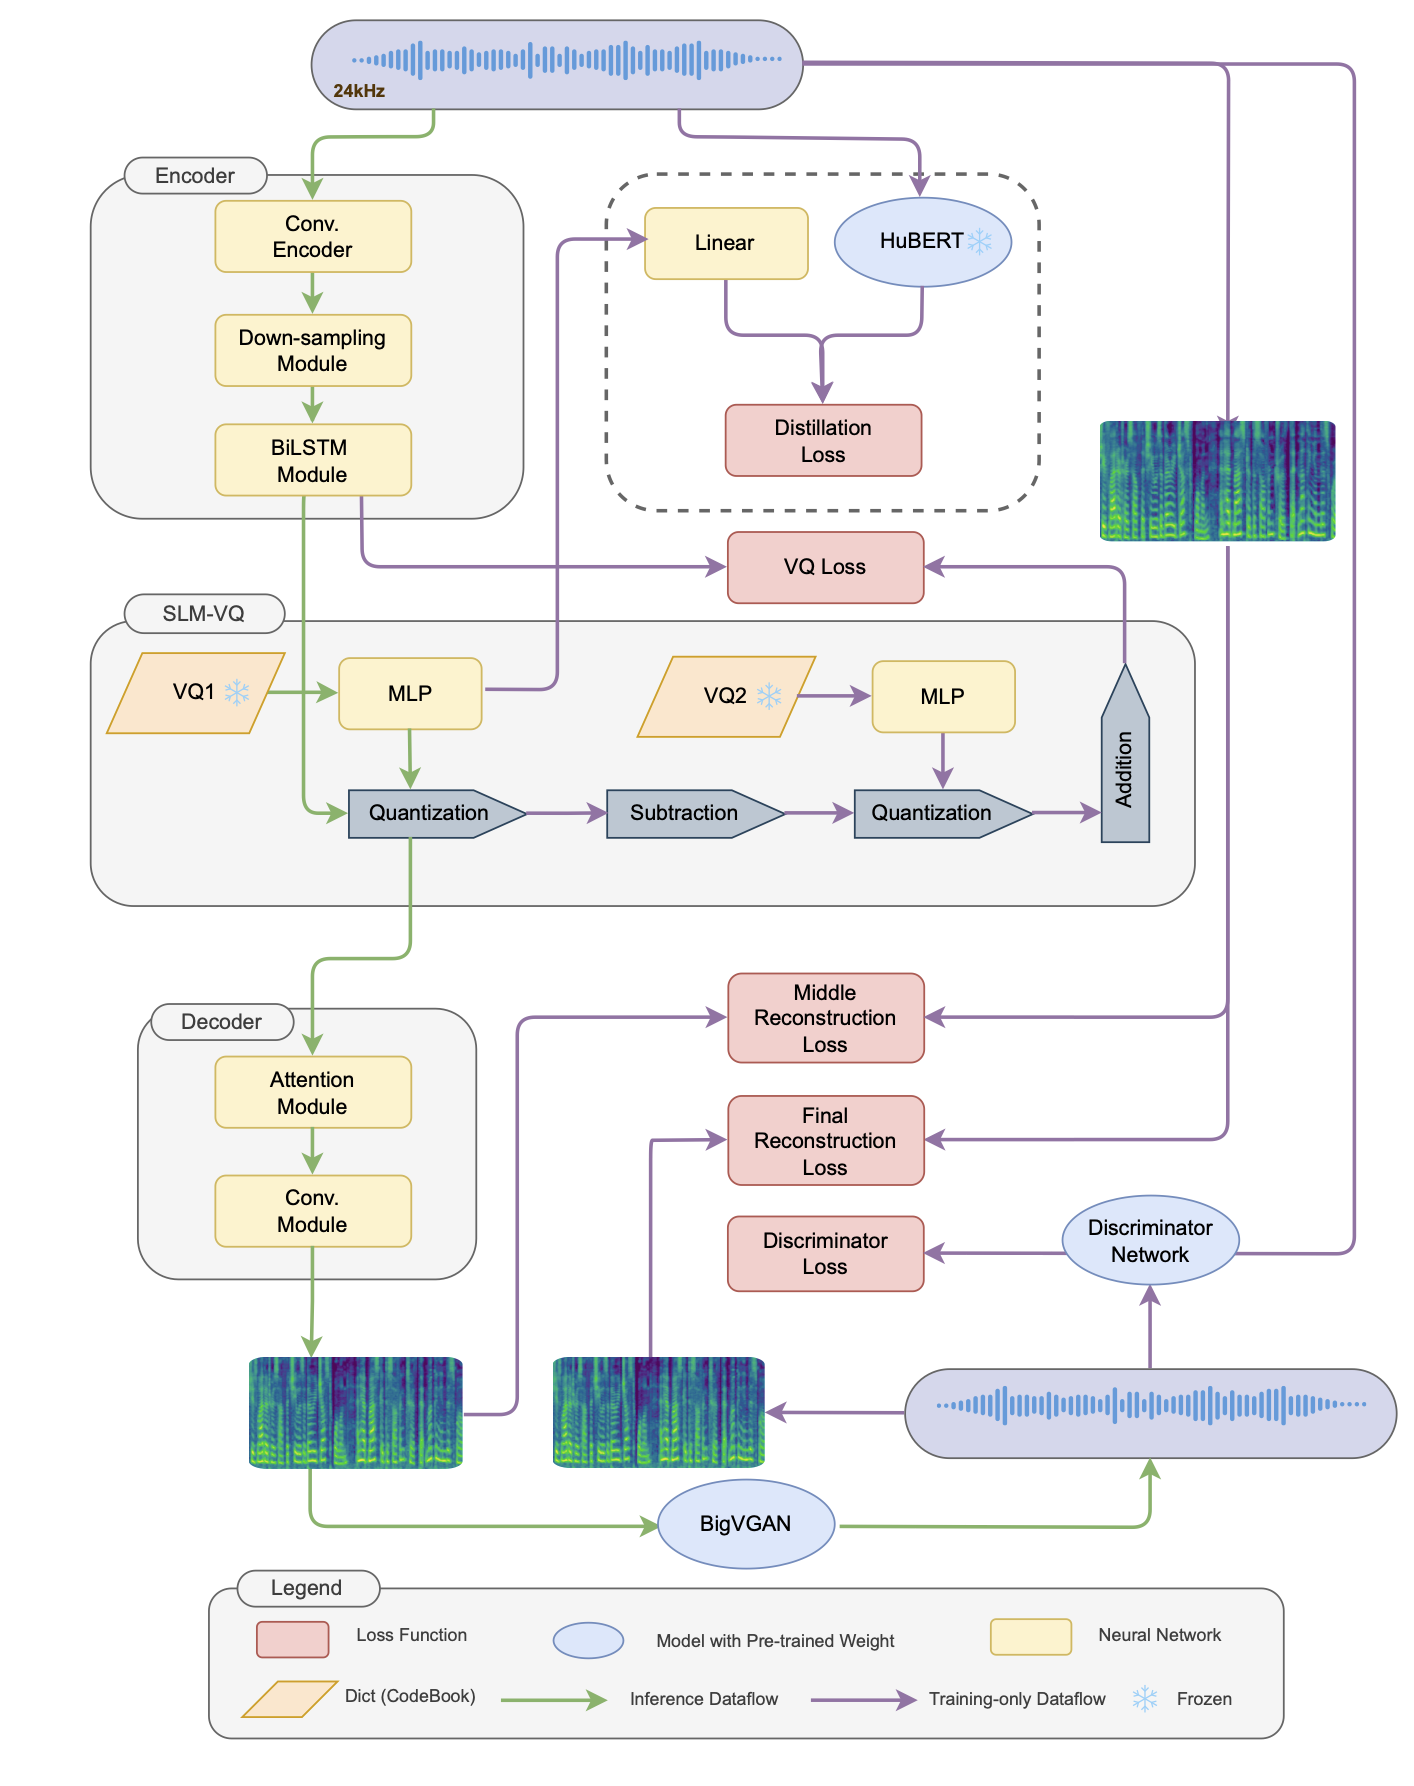 24kHz
Encoder
Conv.
Encoder
Down-sampling
Module
BiLSTM
Module
Linear
HuBERT
Distillation
Loss
VQ Loss
SLM-VQ
VQ1
MLP
VQ2
MLP
Quantization
Subtraction
Quantization
Addition
Decoder
Attention
Module
Conv.
Module
Middle
Reconstruction
Loss
Final
Reconstruction
Loss
Discriminator
Loss
Discriminator
Network
BigVGAN
Legend
Loss Function
Model with Pre-trained Weight
Neural Network
Dict (CodeBook)
Inference Dataflow
Training-only Dataflow
Frozen